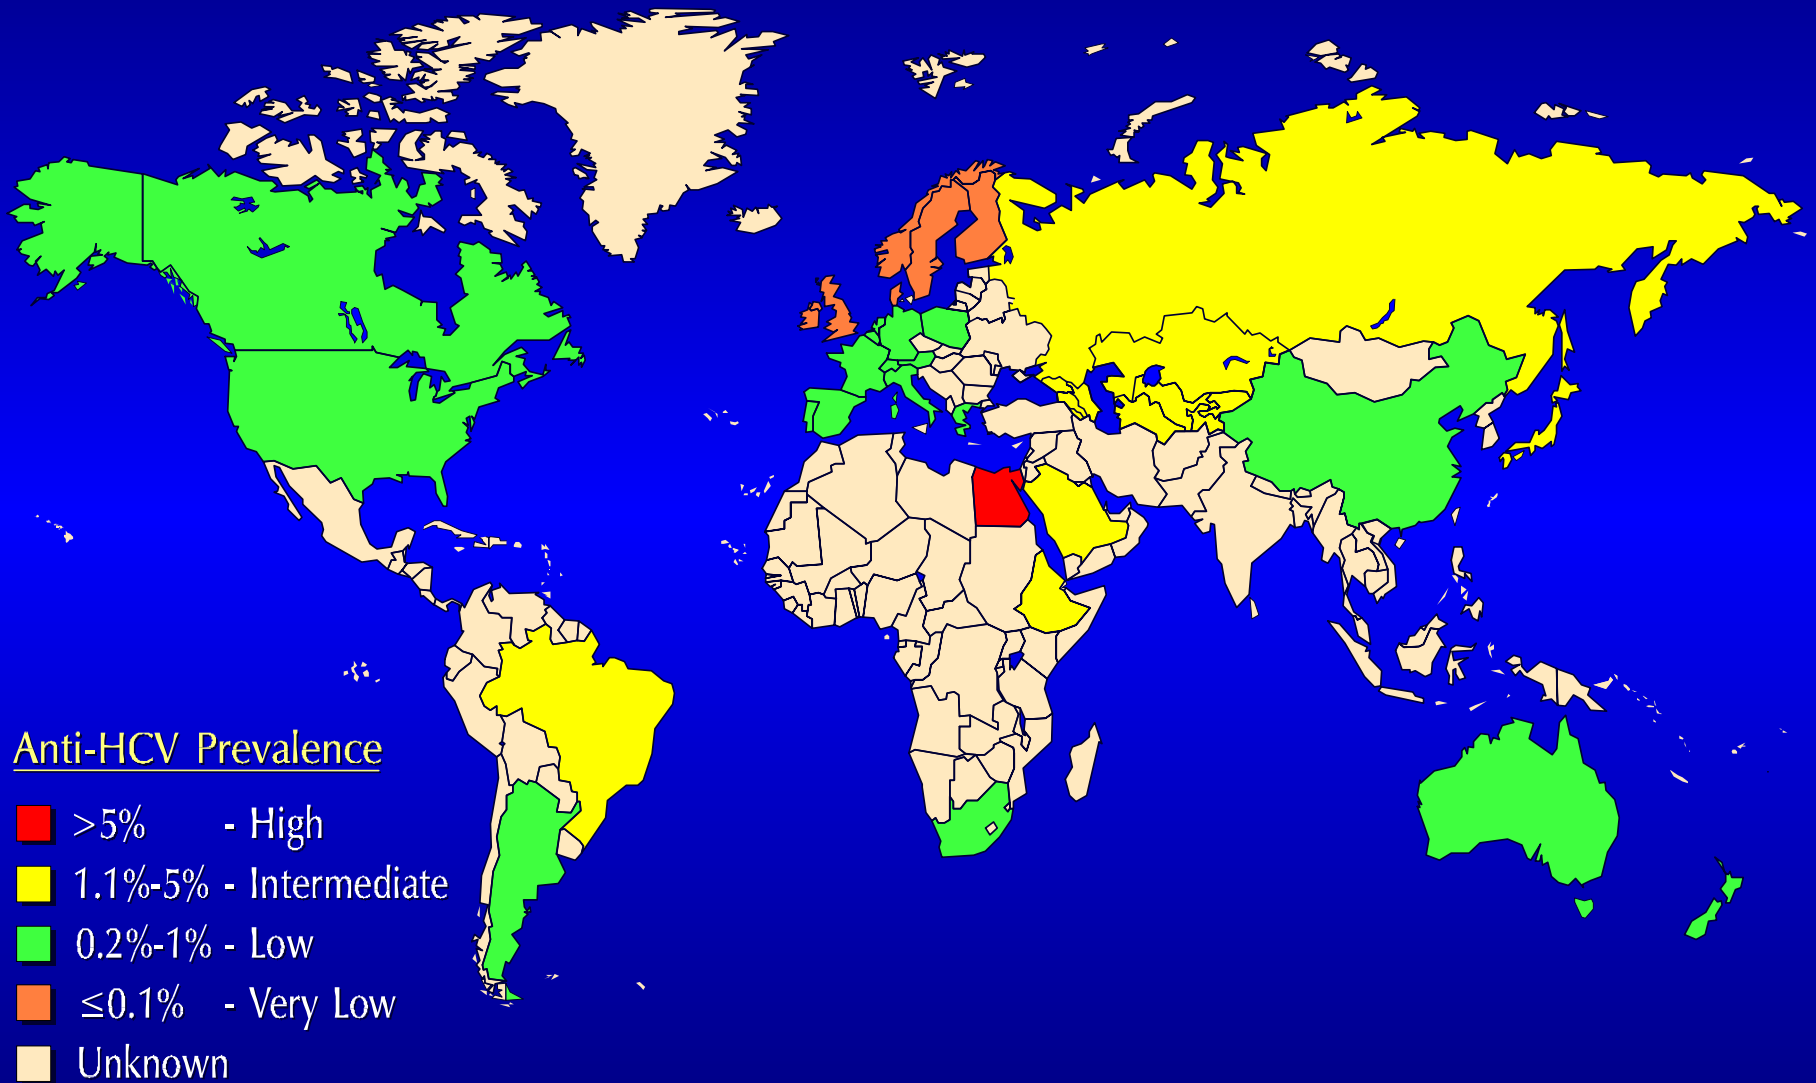 Anti-HCV Prevalence
>5% - High
1.1%-5% - Intermediate
0.2%-1% - Low
≤0.1% - Very Low
Unknown